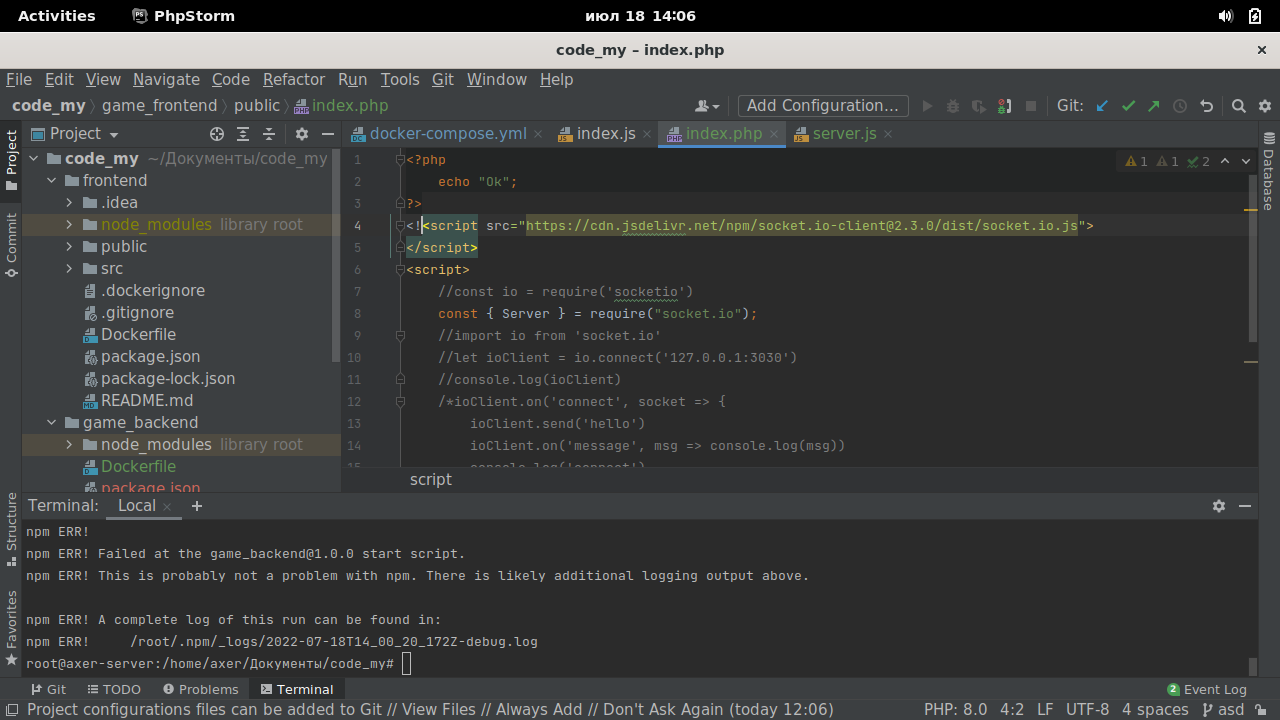 Activities PhpStorm июл 18 14:06
code_my – index.php
File Edit View Navigate Code Refactor Run Tools Git Window Help
code_my game_frontend public index.php Add Configuration... Git:
Project
docker-compose.yml index.js index.php server.js
code_my ~/Документы/code_my
frontend
.idea
node_modules library root
public
src
.dockerignore
.gitignore
Dockerfile
package.json
package-lock.json
README.md
game_backend
node_modules library root
Dockerfile
package.json
1 <?php
2 echo "Ok";
3 ?>
4 <!<script src="https://cdn.jsdelivr.net/npm/socket.io-client@2.3.0/dist/socket.io.js">
5 </script>
6 <script>
7 //const io = require('socketio')
8 const { Server } = require("socket.io");
9 //import io from 'socket.io'
10 //let ioClient = io.connect('127.0.0.1:3030')
11 //console.log(ioClient)
12 /*ioClient.on('connect', socket => {
13 ioClient.send('hello')
14 ioClient.on('message', msg => console.log(msg))
15 console.log('connect')
1 1 2
script
Project
Commit
Structure
Favorites
Database
Terminal: Local
npm ERR!
npm ERR! Failed at the game_backend@1.0.0 start script.
npm ERR! This is probably not a problem with npm. There is likely additional logging output above.
npm ERR! A complete log of this run can be found in:
npm ERR! /root/.npm/_logs/2022-07-18T14_00_20_172Z-debug.log
root@axer-server:/home/axer/Документы/code_my#
Git TODO Problems Terminal 2 Event Log
Project configurations files can be added to Git // View Files // Always Add // Don't Ask Again (today 12:06) PHP: 8.0 4:2 LF UTF-8 4 spaces asd